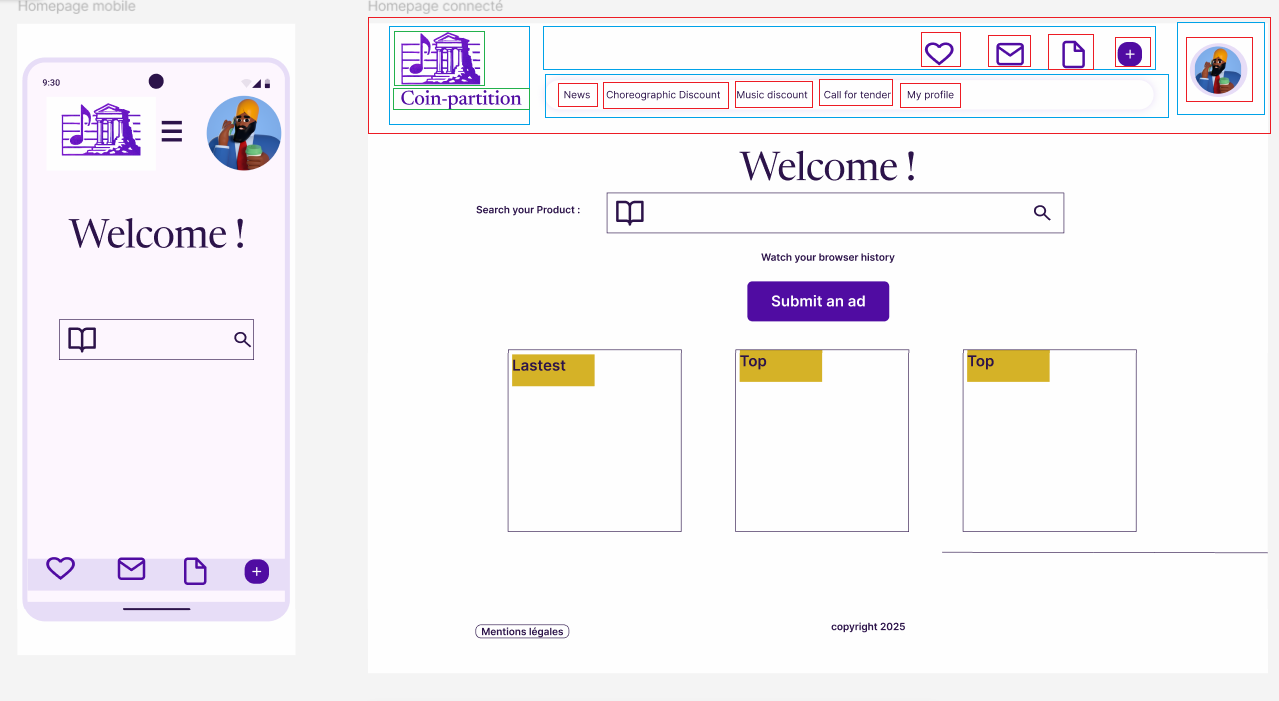 Homepage mobile
9:30
Welcome !
Homepage connecté
Coin-partition
News
Choreographic Discount
Music discount
Call for tender
My profile
Welcome !
Search your Product :
Watch your browser history
Submit an ad
Lastest
Top
Top
Mentions légales
copyright 2025